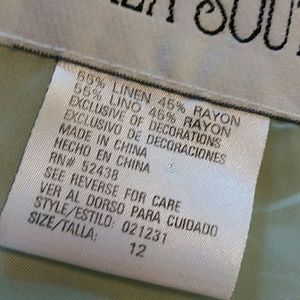 SOUT
55% LINEN 45% RAYON
55% LINO 45% RAYON
EXCLUSIVE OF DECORATIONS
EXCLUSIVO DE DECORACIONES
MADE IN CHINA
HECHO EN CHINA
RN# 52438
SEE REVERSE FOR CARE
VER AL DORSO PARA CUIDADO
STYLE/ESTILO: 021231
SIZE/TALLA: 12